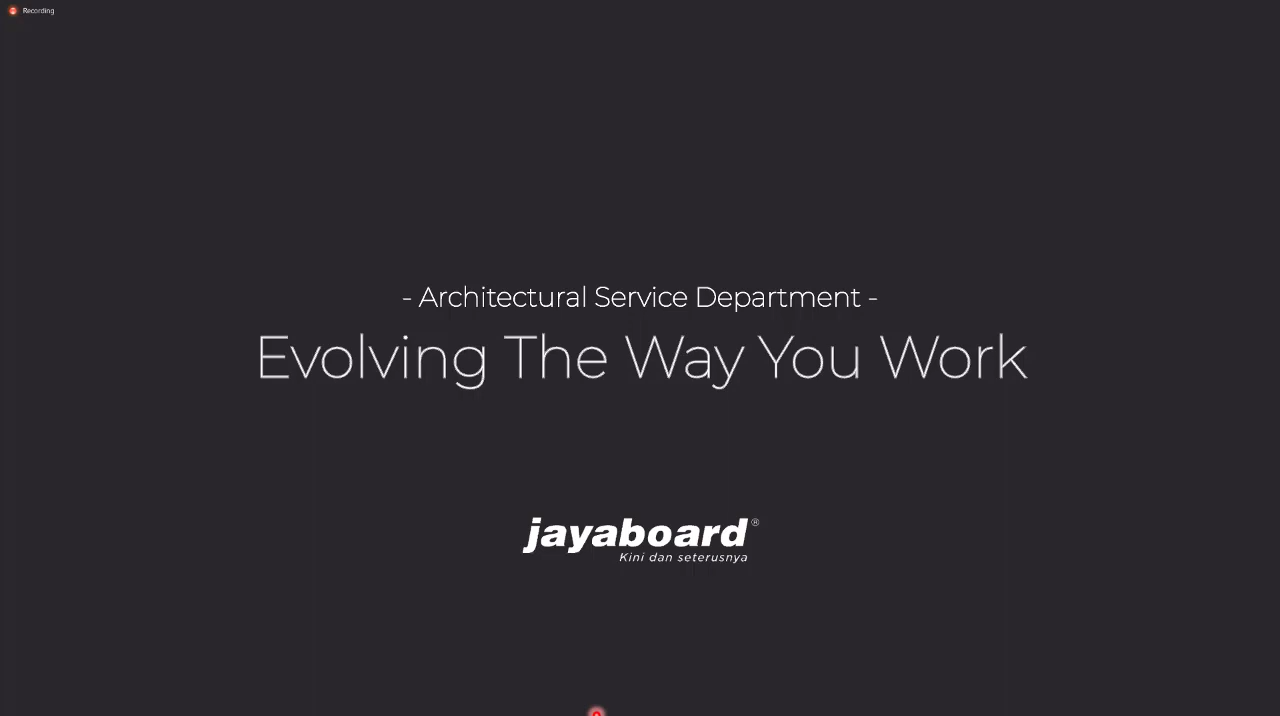 Recording
- Architectural Service Department -
Evolving The Way You Work
jayaboard®
Kini dan seterusnya